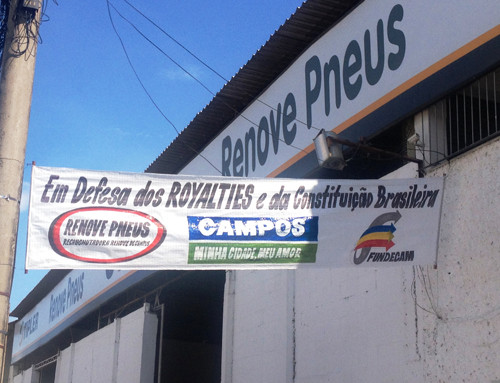 Renove Pneus
Em Defesa dos ROYALTIES e da Constituição Brasileira
RENOVE PNEUS
CAMPOS
MINHA CIDADE, MEU AMOR
FUNDECAM
Renove Pneus